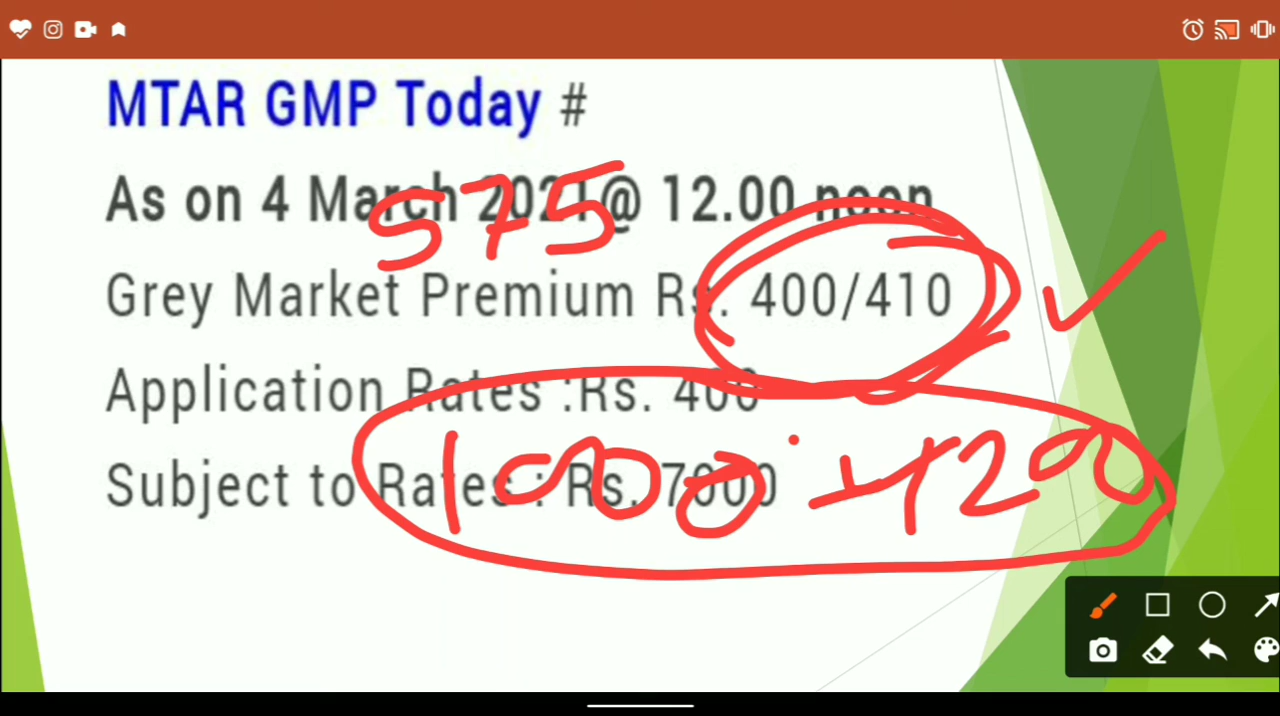 MTAR GMP Today #
As on 4 March 2021@ 12.00 noon
575
Grey Market Premium Rs. 400/410
Application Rates :Rs. 400
Subject to Rates : Rs. 7000
1000 1200